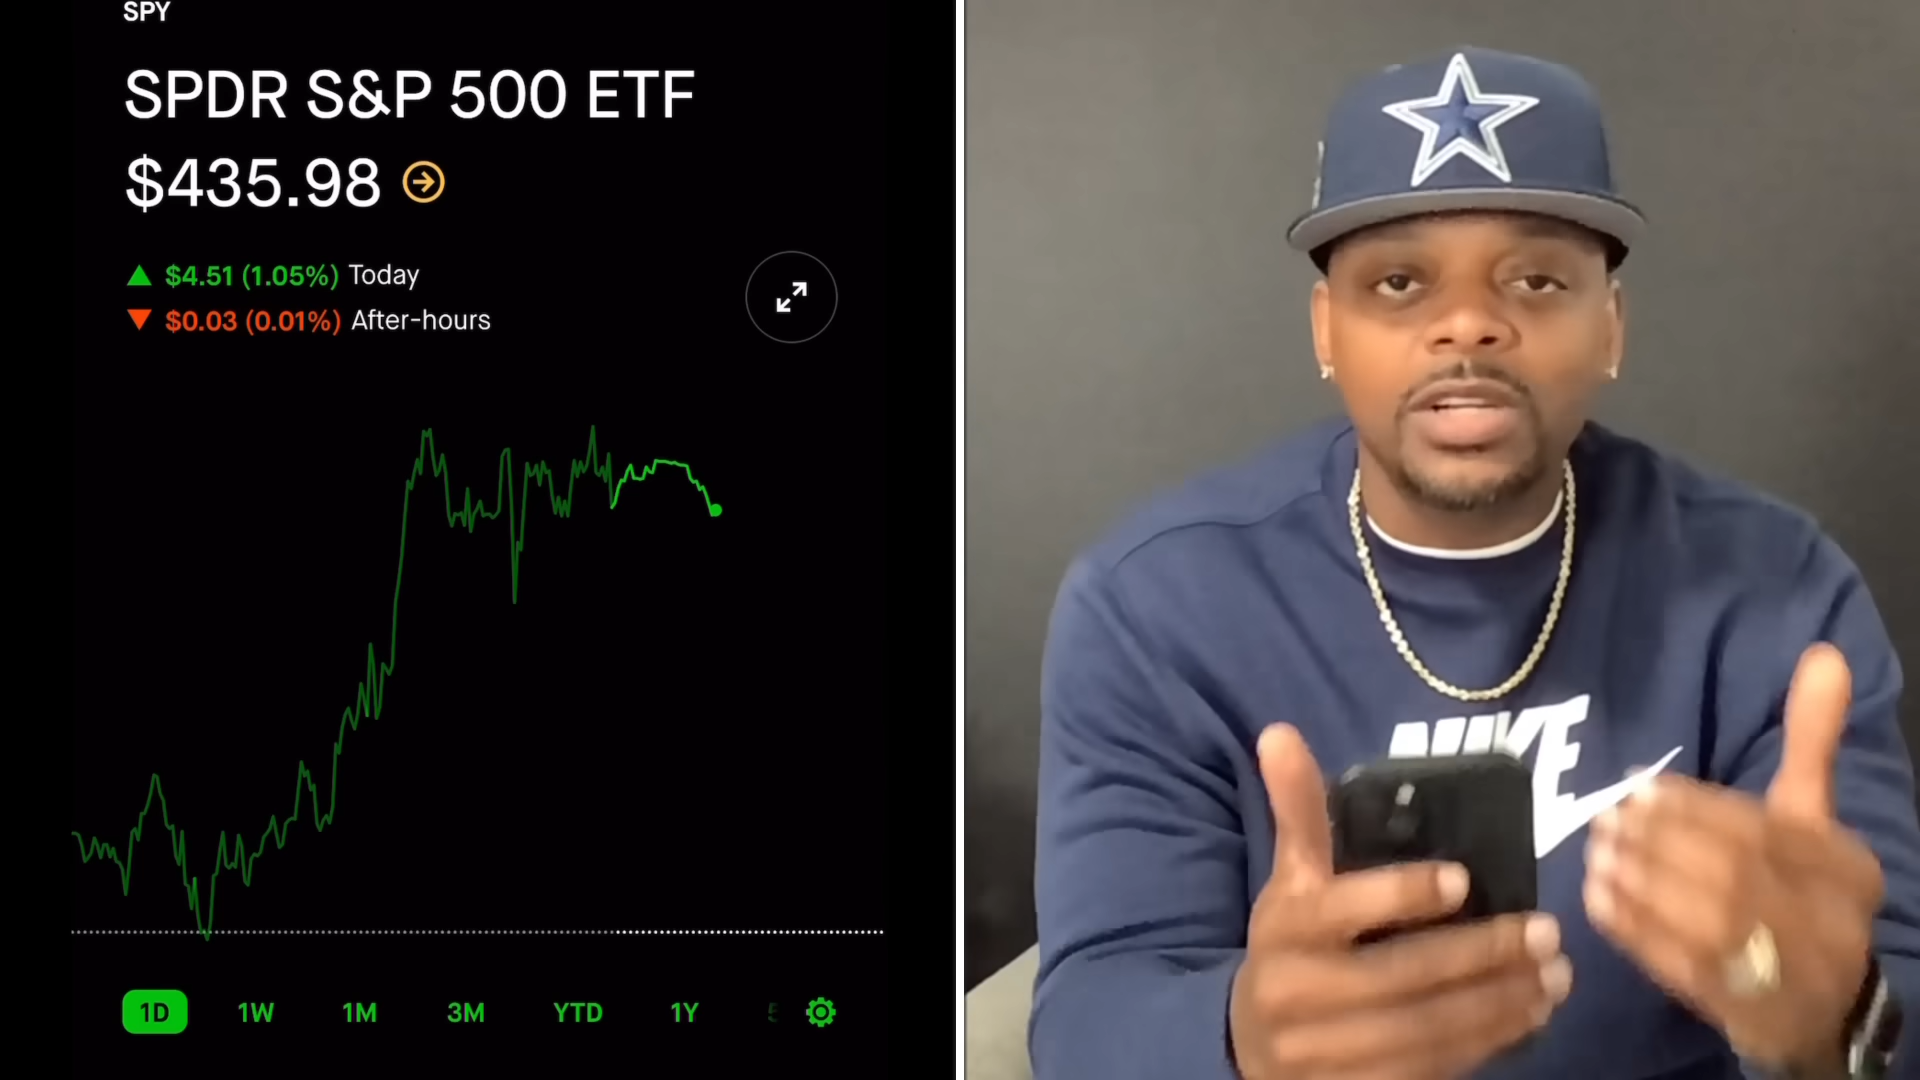 SPY
SPDR S&P 500 ETF
$435.98
▲ $4.51 (1.05%) Today
▼ $0.03 (0.01%) After-hours
1D 1W 1M 3M YTD 1Y
NIKE